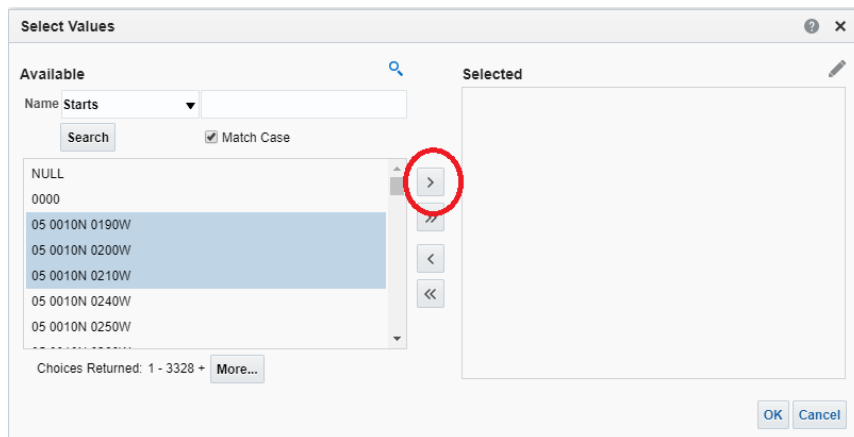 Select Values
Available
Selected
Name Starts
Search
Match Case
NULL
0000
05 0010N 0190W
05 0010N 0200W
05 0010N 0210W
05 0010N 0240W
05 0010N 0250W
Choices Returned: 1 - 3328 + More...
OK Cancel